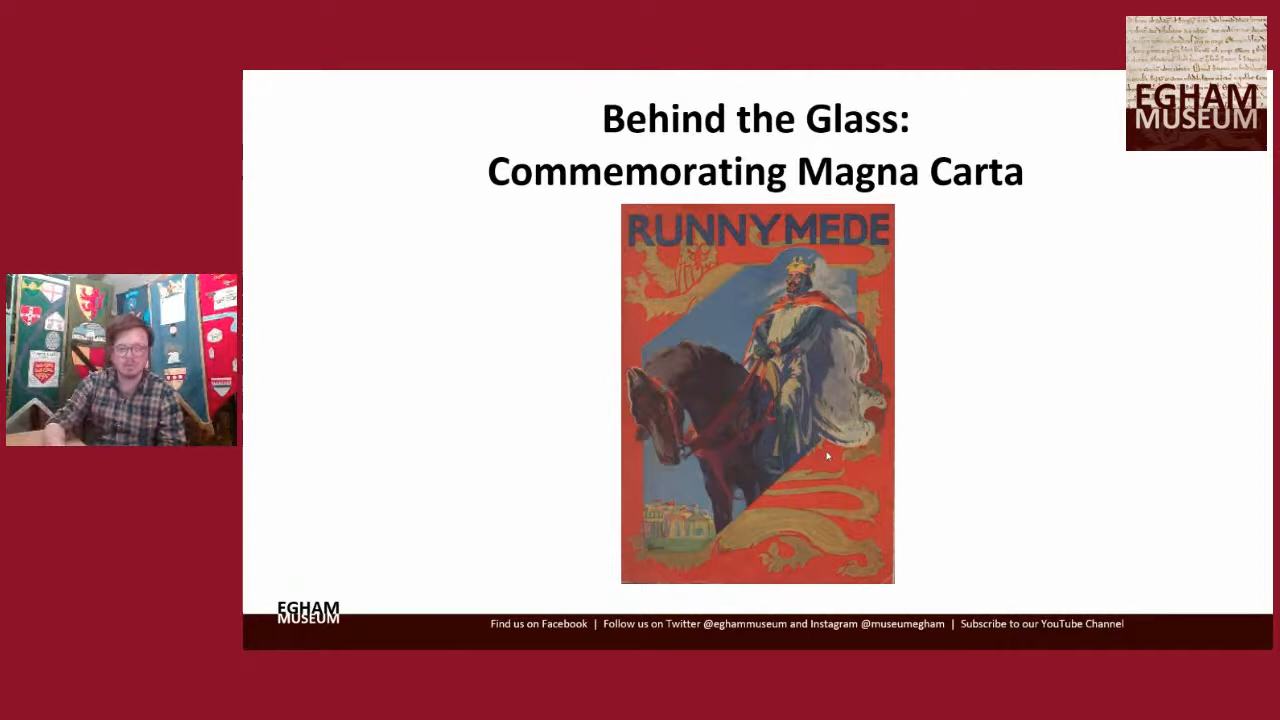 EGHAM
MUSEUM
Behind the Glass:
Commemorating Magna Carta
RUNNYMEDE
EGHAM
MUSEUM
Find us on Facebook | Follow us on Twitter @eghammuseum and Instagram @museumegham | Subscribe to our YouTube Channel